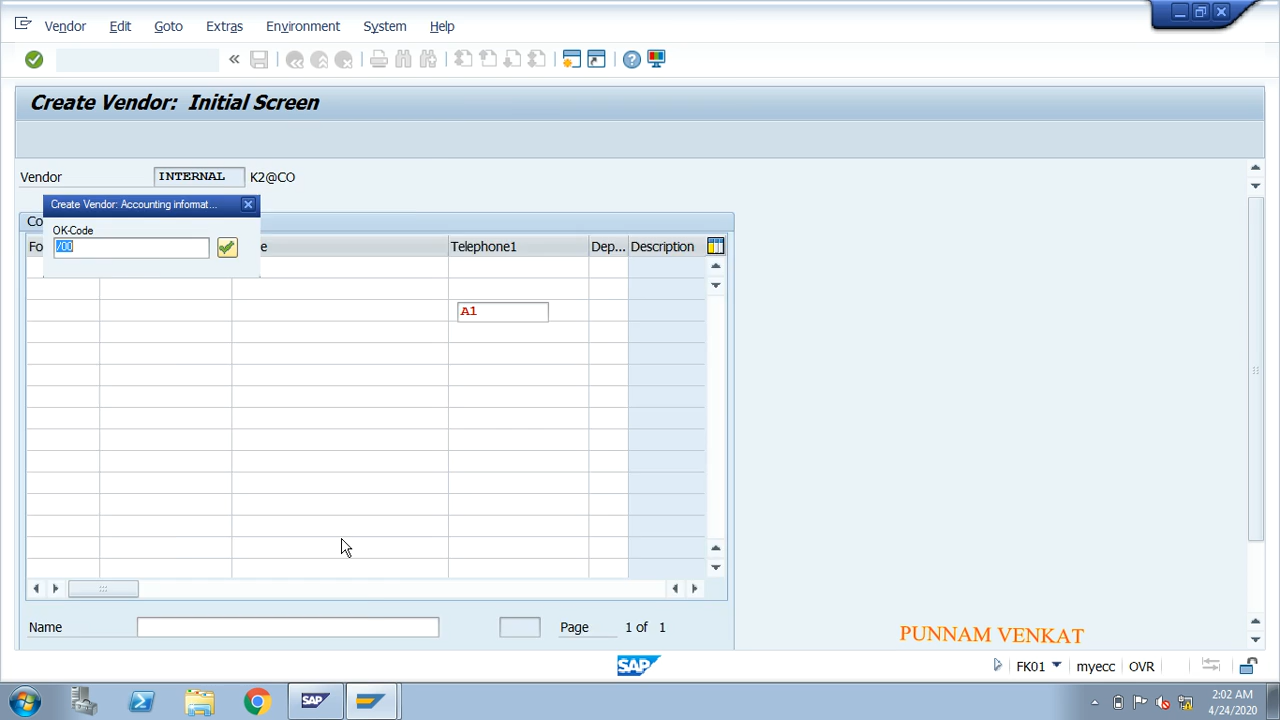 Vendor Edit Goto Extras Environment System Help
Create Vendor: Initial Screen
Vendor INTERNAL K2@CO
Create Vendor: Accounting informat...
Co
OK-Code
/00
Fo e Telephone1 Dep... Description
A1
Name Page 1 of 1
PUNNAM VENKAT
SAP FK01 myecc OVR
SAP 2:02 AM
4/24/2020